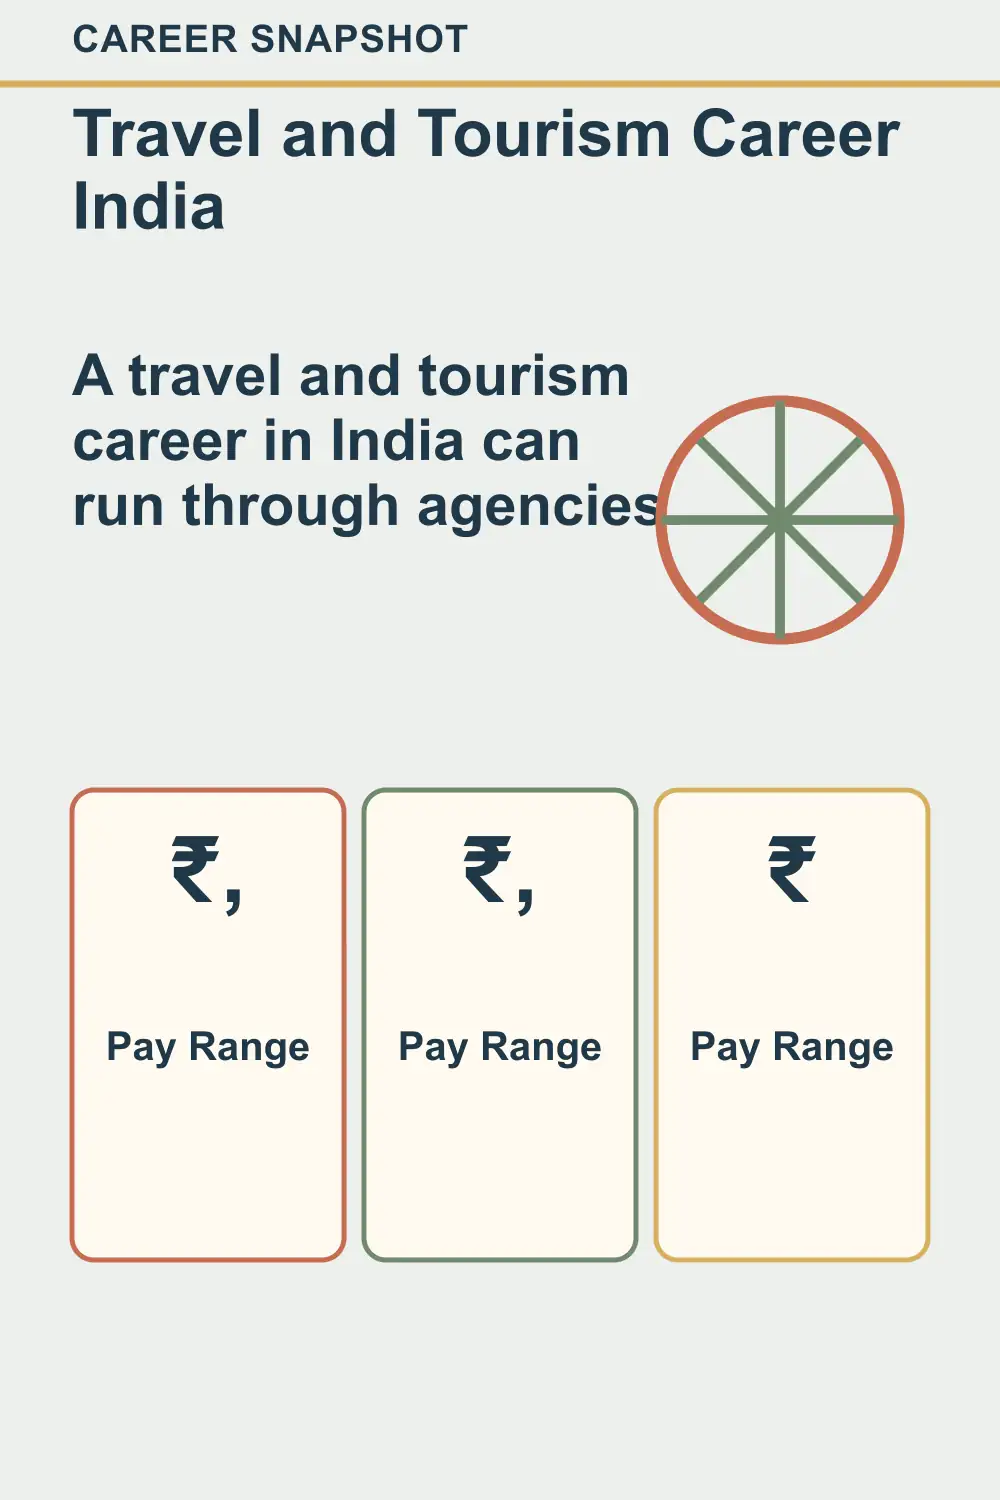 CAREER SNAPSHOT
Travel and Tourism Career
India
A travel and tourism
career in India can
run through agencies
₹,
Pay Range
₹,
Pay Range
₹
Pay Range